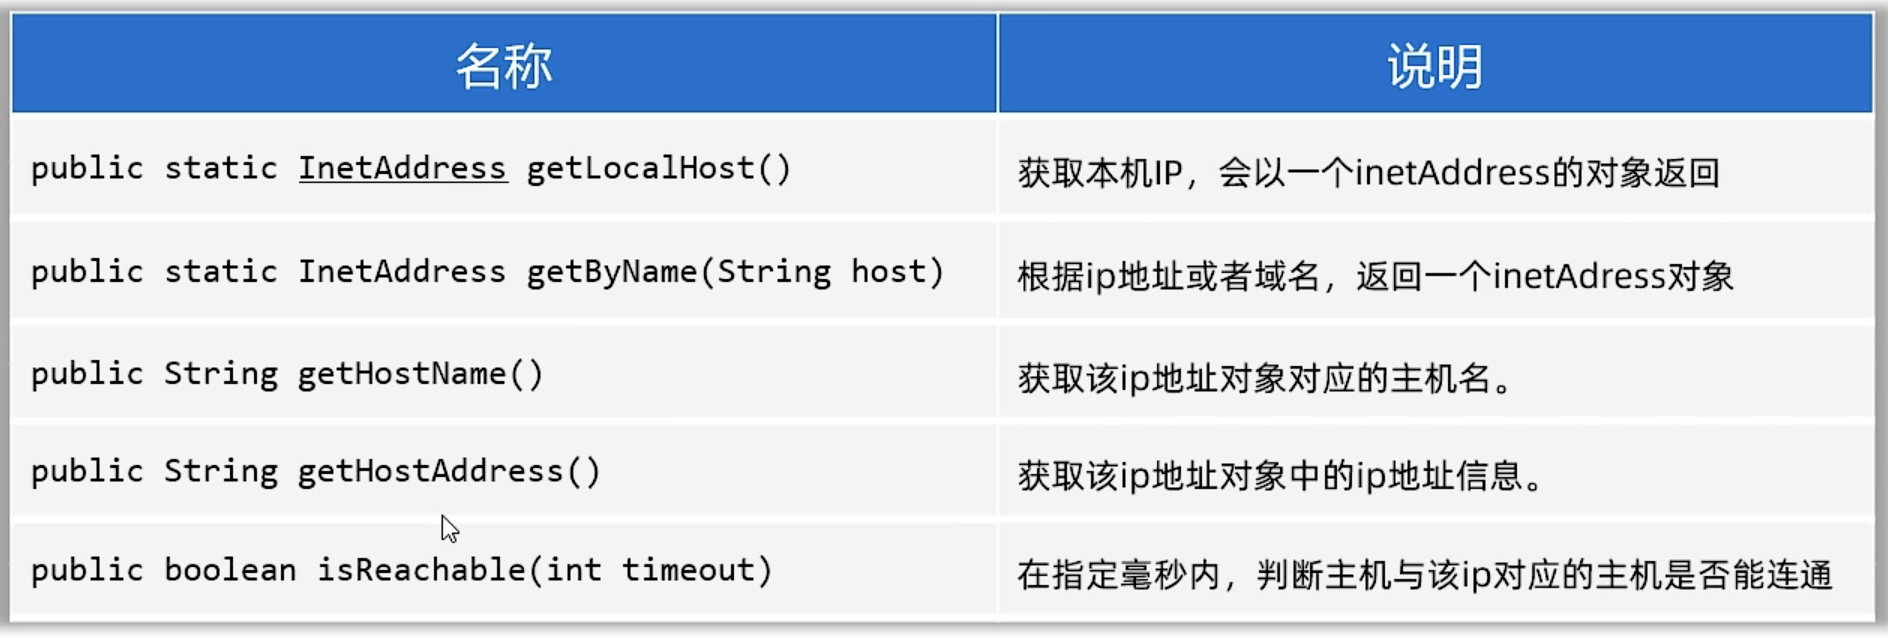 名称
说明
public static InetAddress getLocalHost()
获取本机IP，会以一个inetAddress的对象返回
public static InetAddress getByName(String host)
根据ip地址或者域名，返回一个inetAdress对象
public String getHostName()
获取该ip地址对象对应的主机名。
public String getHostAddress()
获取该ip地址对象中的ip地址信息。
public boolean isReachable(int timeout)
在指定毫秒内，判断主机与该ip对应的主机是否能连通